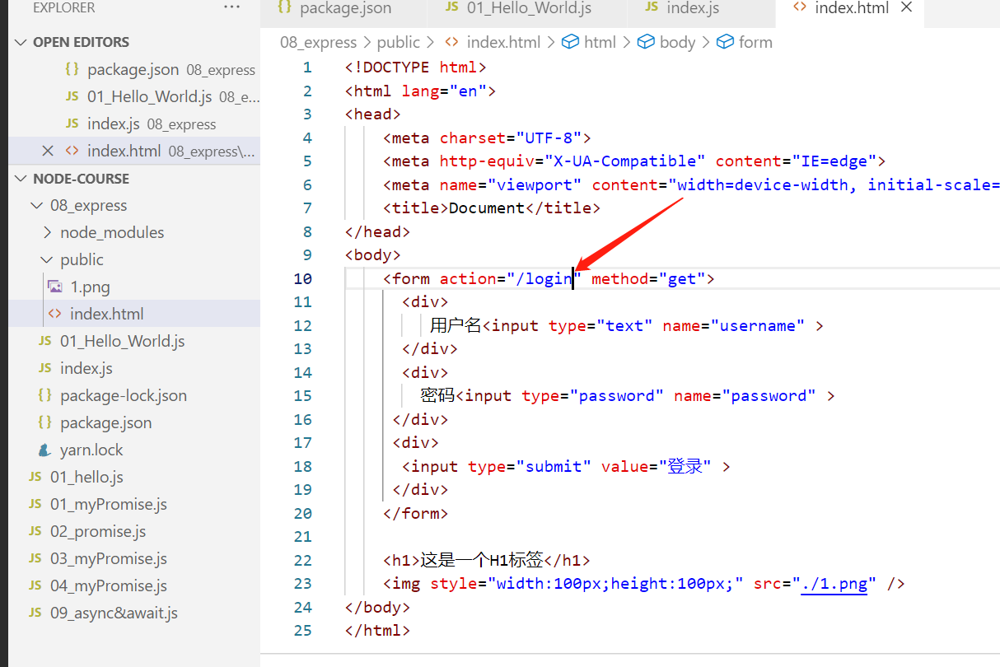 EXPLORER ...
OPEN EDITORS
{} package.json 08_express
JS 01_Hello_World.js 08_e...
JS index.js 08_express
<> index.html 08_express\...
NODE-COURSE
08_express
node_modules
public
1.png
<> index.html
JS 01_Hello_World.js
JS index.js
{} package-lock.json
{} package.json
yarn.lock
JS 01_hello.js
JS 01_myPromise.js
JS 02_promise.js
JS 03_myPromise.js
JS 04_myPromise.js
JS 09_async&await.js
{} package.json JS 01_Hello_World.js JS index.js <> index.html
08_express > public > <> index.html > html > body > form
1 <!DOCTYPE html>
2 <html lang="en">
3 <head>
4 <meta charset="UTF-8">
5 <meta http-equiv="X-UA-Compatible" content="IE=edge">
6 <meta name="viewport" content="width=device-width, initial-scale=
7 <title>Document</title>
8 </head>
9 <body>
10 <form action="/login" method="get">
11 <div>
12 用户名<input type="text" name="username" >
13 </div>
14 <div>
15 密码<input type="password" name="password" >
16 </div>
17 <div>
18 <input type="submit" value="登录" >
19 </div>
20 </form>
21
22 <h1>这是一个H1标签</h1>
23 <img style="width:100px;height:100px;" src="./1.png" />
24 </body>
25 </html>